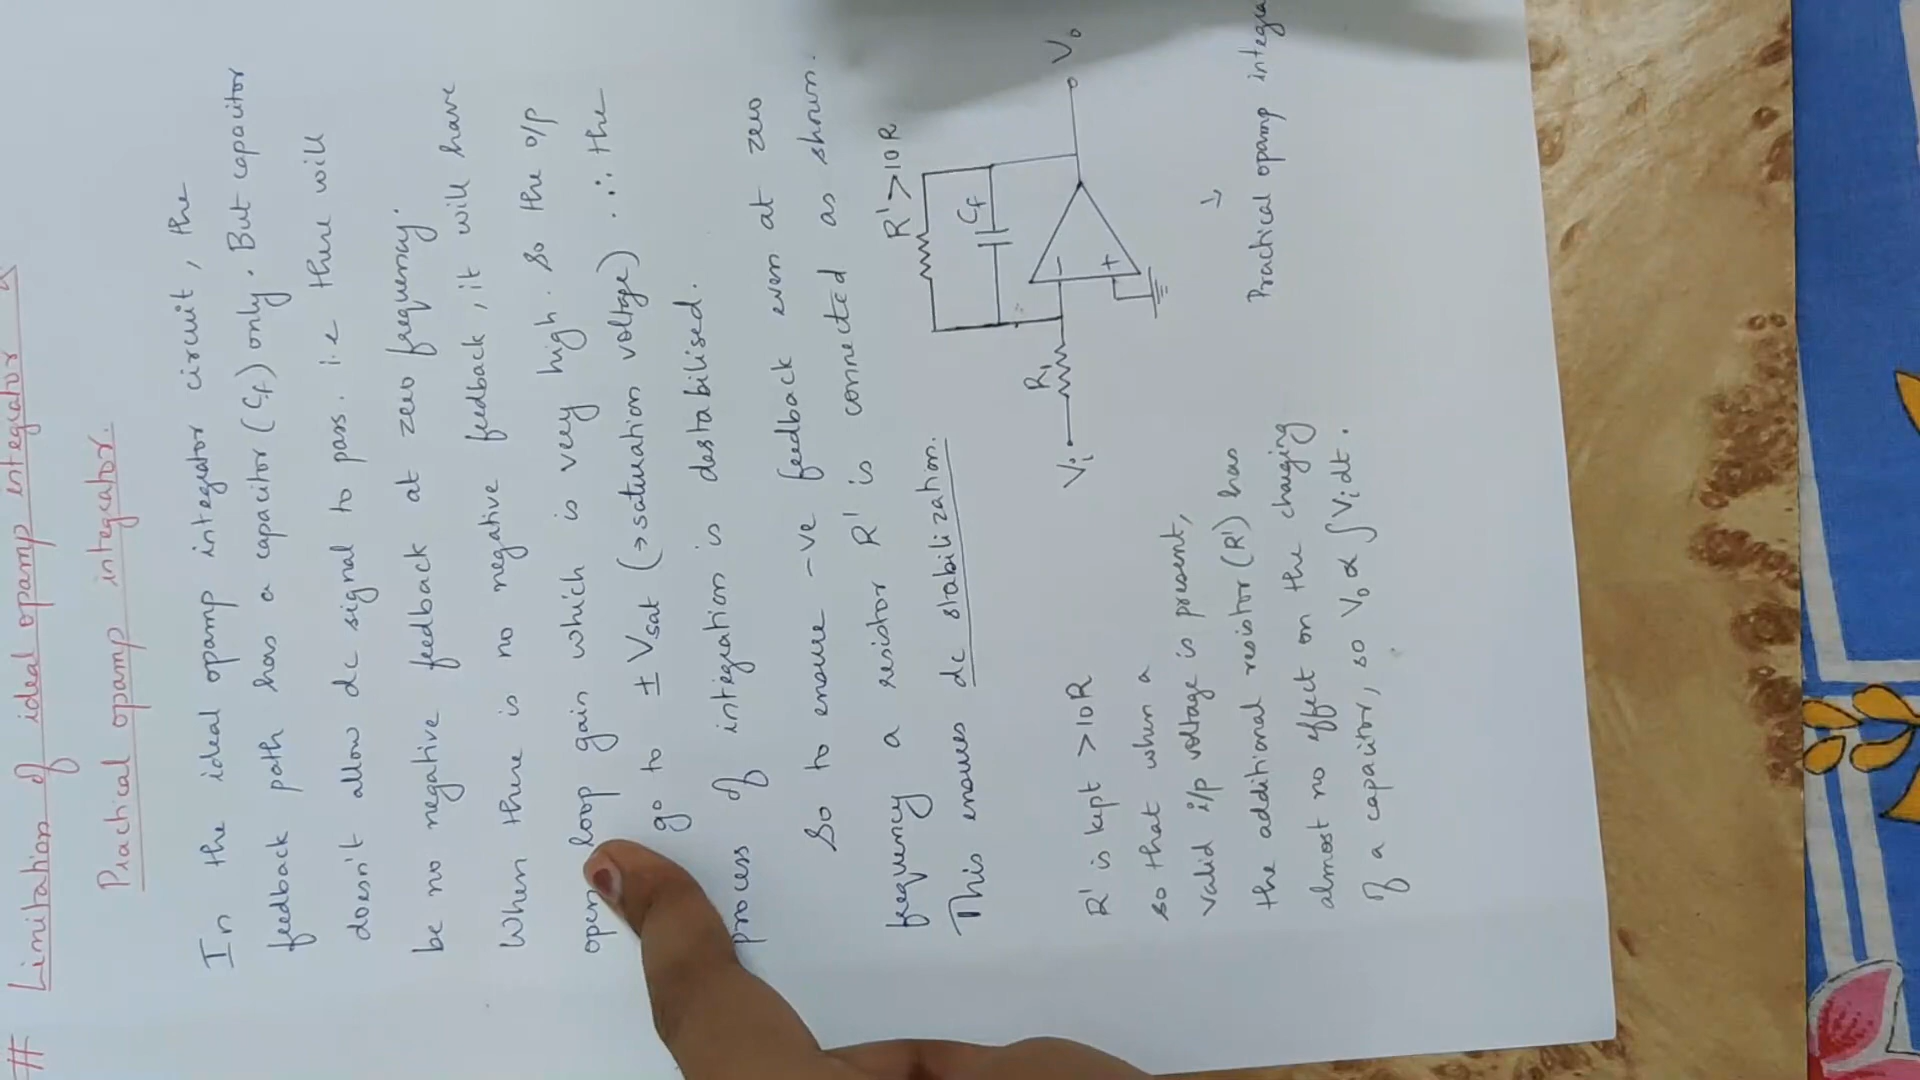 # Limitation of ideal opamp integrator &
Practical opamp integrator.
In the ideal opamp integrator circuit, the
feedback path has a capacitor (Cf) only. But capacitor
doesn't allow dc signal to pass. i.e there will
be no negative feedback at zero frequency.
When there is no negative feedback, it will have
open loop gain which is very high. So the o/p
go to ± Vsat (→ saturation voltage) . ∴ the
process of integration is destabilised.
So to ensure -ve feedback even at zero
frequency a resistor R' is connected as shown.
This ensures dc stabilization.
R' > 10R
Cf
R1
Vi
-
+
Vo
R' is kept > 10R
so that when a
valid i/p voltage is present,
the additional resistor (R') has
almost no effect on the charging
of a capacitor, so Vo ∝ ∫ Vi dt.
↓
Practical opamp